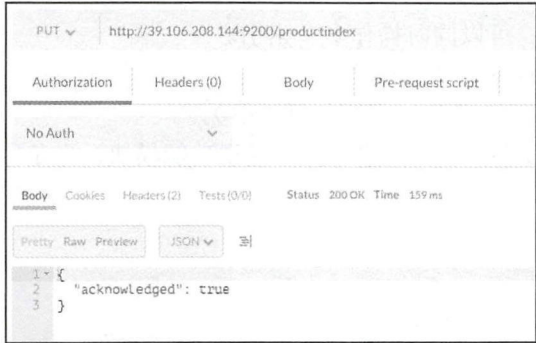 PUT http://39.106.208.144:9200/productindex
Authorization Headers (0) Body Pre-request script
No Auth
Body Cookies Headers (2) Tests (0/0) Status 200 OK Time 159 ms
Pretty Raw Preview JSON
1 {
2 "acknowledged": true
3 }